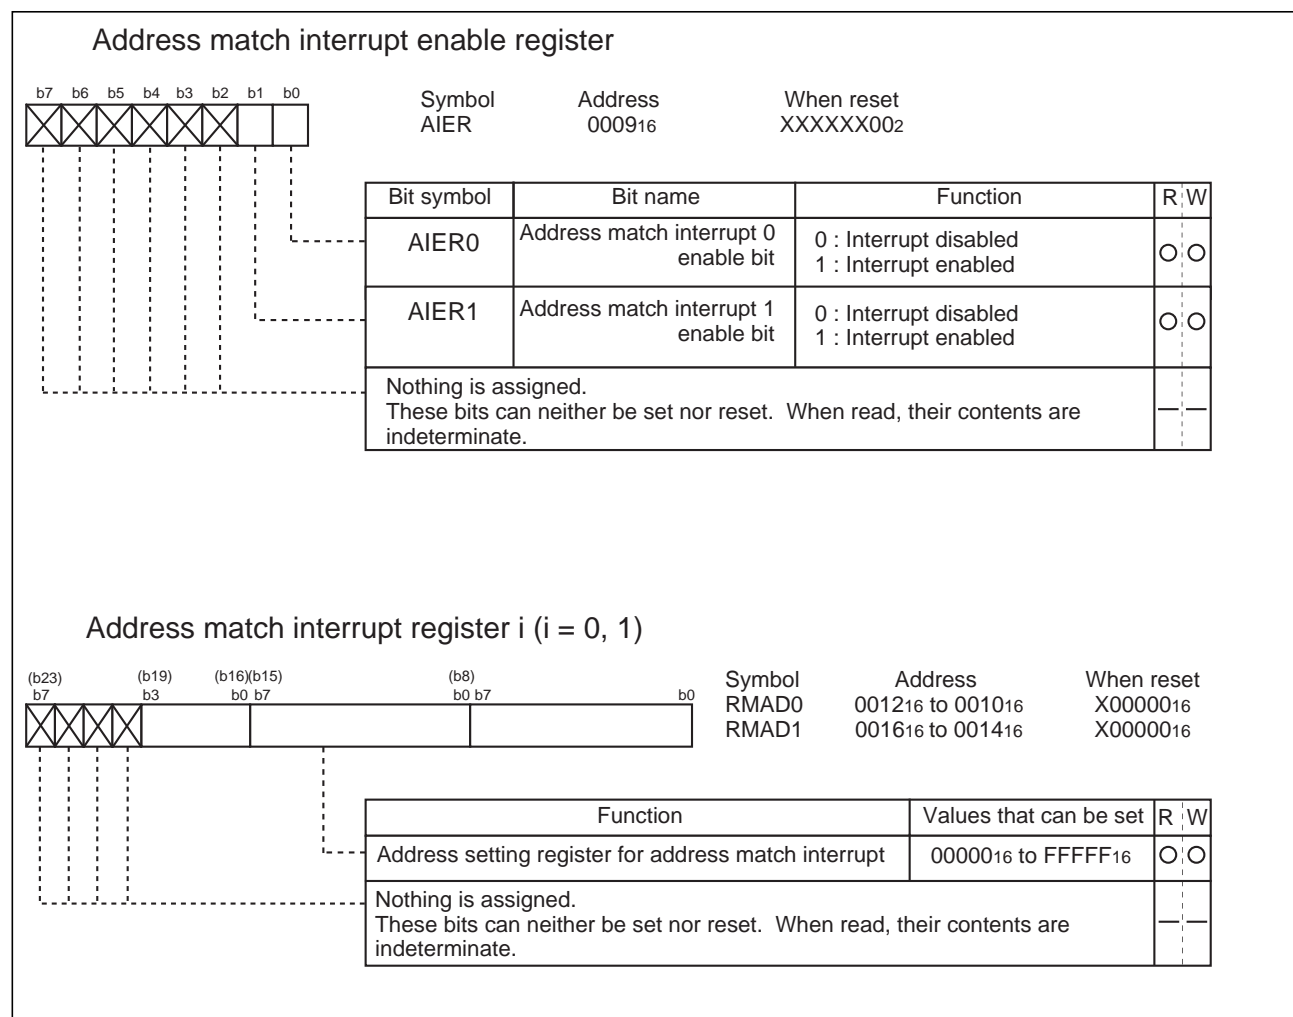 Address match interrupt enable register
b7 b6 b5 b4 b3 b2 b1 b0
Symbol Address When reset
AIER 000916 XXXXXX002
Bit symbol Bit name Function R W
AIER0 Address match interrupt 0 enable bit 0 : Interrupt disabled
1 : Interrupt enabled
AIER1 Address match interrupt 1 enable bit 0 : Interrupt disabled
1 : Interrupt enabled
Nothing is assigned.
These bits can neither be set nor reset. When read, their contents are
indeterminate.
Address match interrupt register i (i = 0, 1)
(b23) (b19) (b16)(b15) (b8)
b7 b3 b0 b7 b0 b7 b0
Symbol Address When reset
RMAD0 001216 to 001016 X0000016
RMAD1 001616 to 001416 X0000016
Function Values that can be set R W
Address setting register for address match interrupt 0000016 to FFFFF16
Nothing is assigned.
These bits can neither be set nor reset. When read, their contents are
indeterminate.